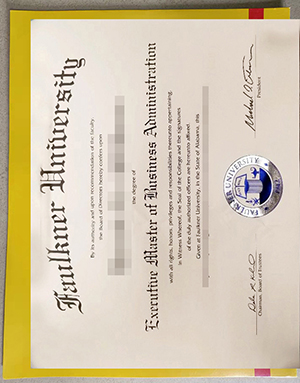 Faulkner University
By its authority and upon recommendation of the faculty,
the Board of Overseers hereby confers upon
the degree of
Executive Master of Business Administration
with all rights, honors, privileges and responsibilities thereunto appertaining.
In Witness Whereof, the Seal of the College and the signatures
of the duly authorized officers are hereunto affixed.
Given at Faulkner University, in the State of Alabama, this
Chairman, Board of Trustees
President
FAULKNER UNIVERSITY